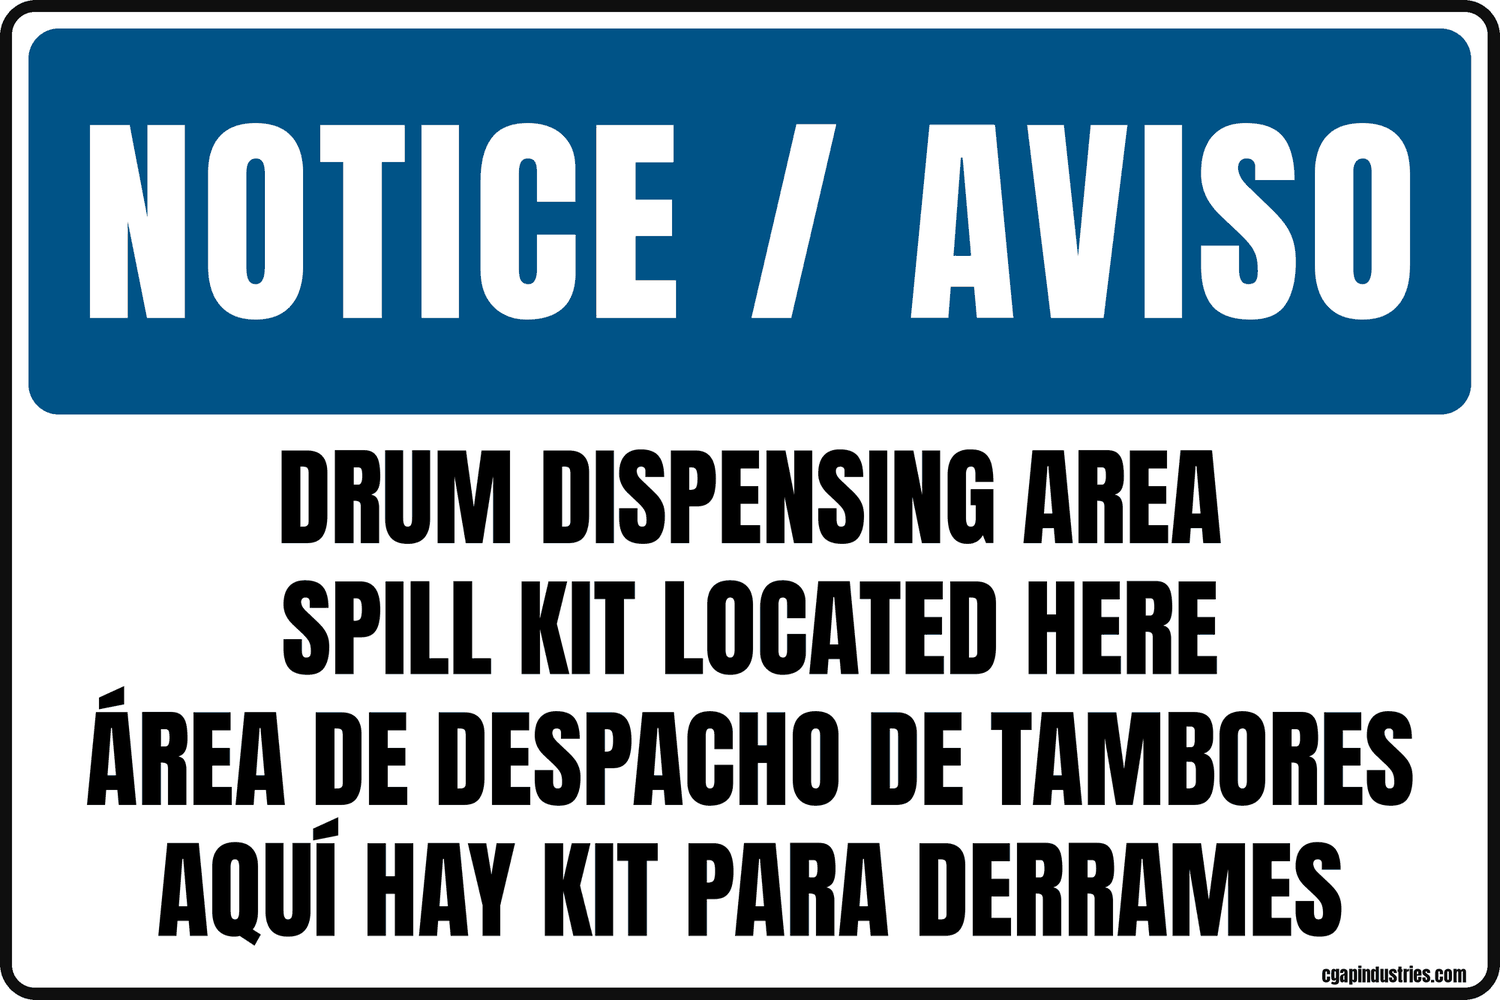 NOTICE / AVISO
DRUM DISPENSING AREA
SPILL KIT LOCATED HERE
ÁREA DE DESPACHO DE TAMBORES
AQUÍ HAY KIT PARA DERRAMES
cgapindustries.com